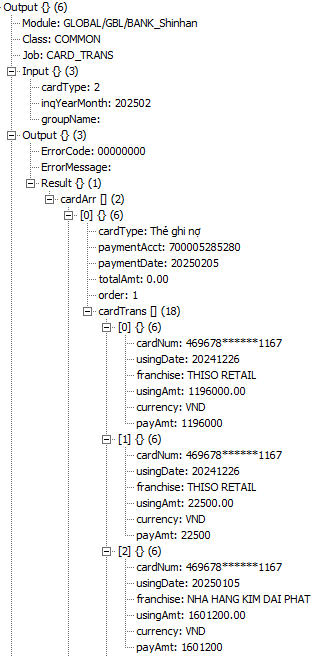 Output {} (6)
Module: GLOBAL/GBL/BANK_Shinhan
Class: COMMON
Job: CARD_TRANS
Input {} (3)
cardType: 2
inqYearMonth: 202502
groupName:
Output {} (3)
ErrorCode: 00000000
ErrorMessage:
Result {} (1)
cardArr [] (2)
[0] {} (6)
cardType: Thẻ ghi nợ
paymentAcct: 700005285280
paymentDate: 20250205
totalAmt: 0.00
order: 1
cardTrans [] (18)
[0] {} (6)
cardNum: 469678******1167
usingDate: 20241226
franchise: THISO RETAIL
usingAmt: 1196000.00
currency: VND
payAmt: 1196000
[1] {} (6)
cardNum: 469678******1167
usingDate: 20241226
franchise: THISO RETAIL
usingAmt: 22500.00
currency: VND
payAmt: 22500
[2] {} (6)
cardNum: 469678******1167
usingDate: 20250105
franchise: NHA HANG KIM DAI PHAT
usingAmt: 1601200.00
currency: VND
payAmt: 1601200